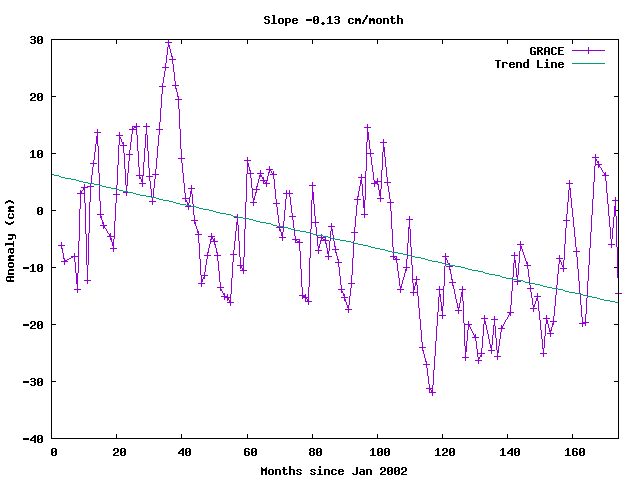 Slope -0.13 cm/month
GRACE
Trend Line
30
20
10
0
-10
-20
-30
-40
Anomaly (cm)
0 20 40 60 80 100 120 140 160
Months since Jan 2002